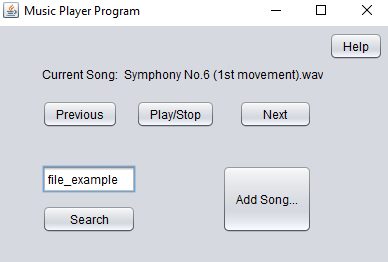 Music Player Program
Help
Current Song: Symphony No.6 (1st movement).wav
Previous Play/Stop Next
file_example
Add Song...
Search